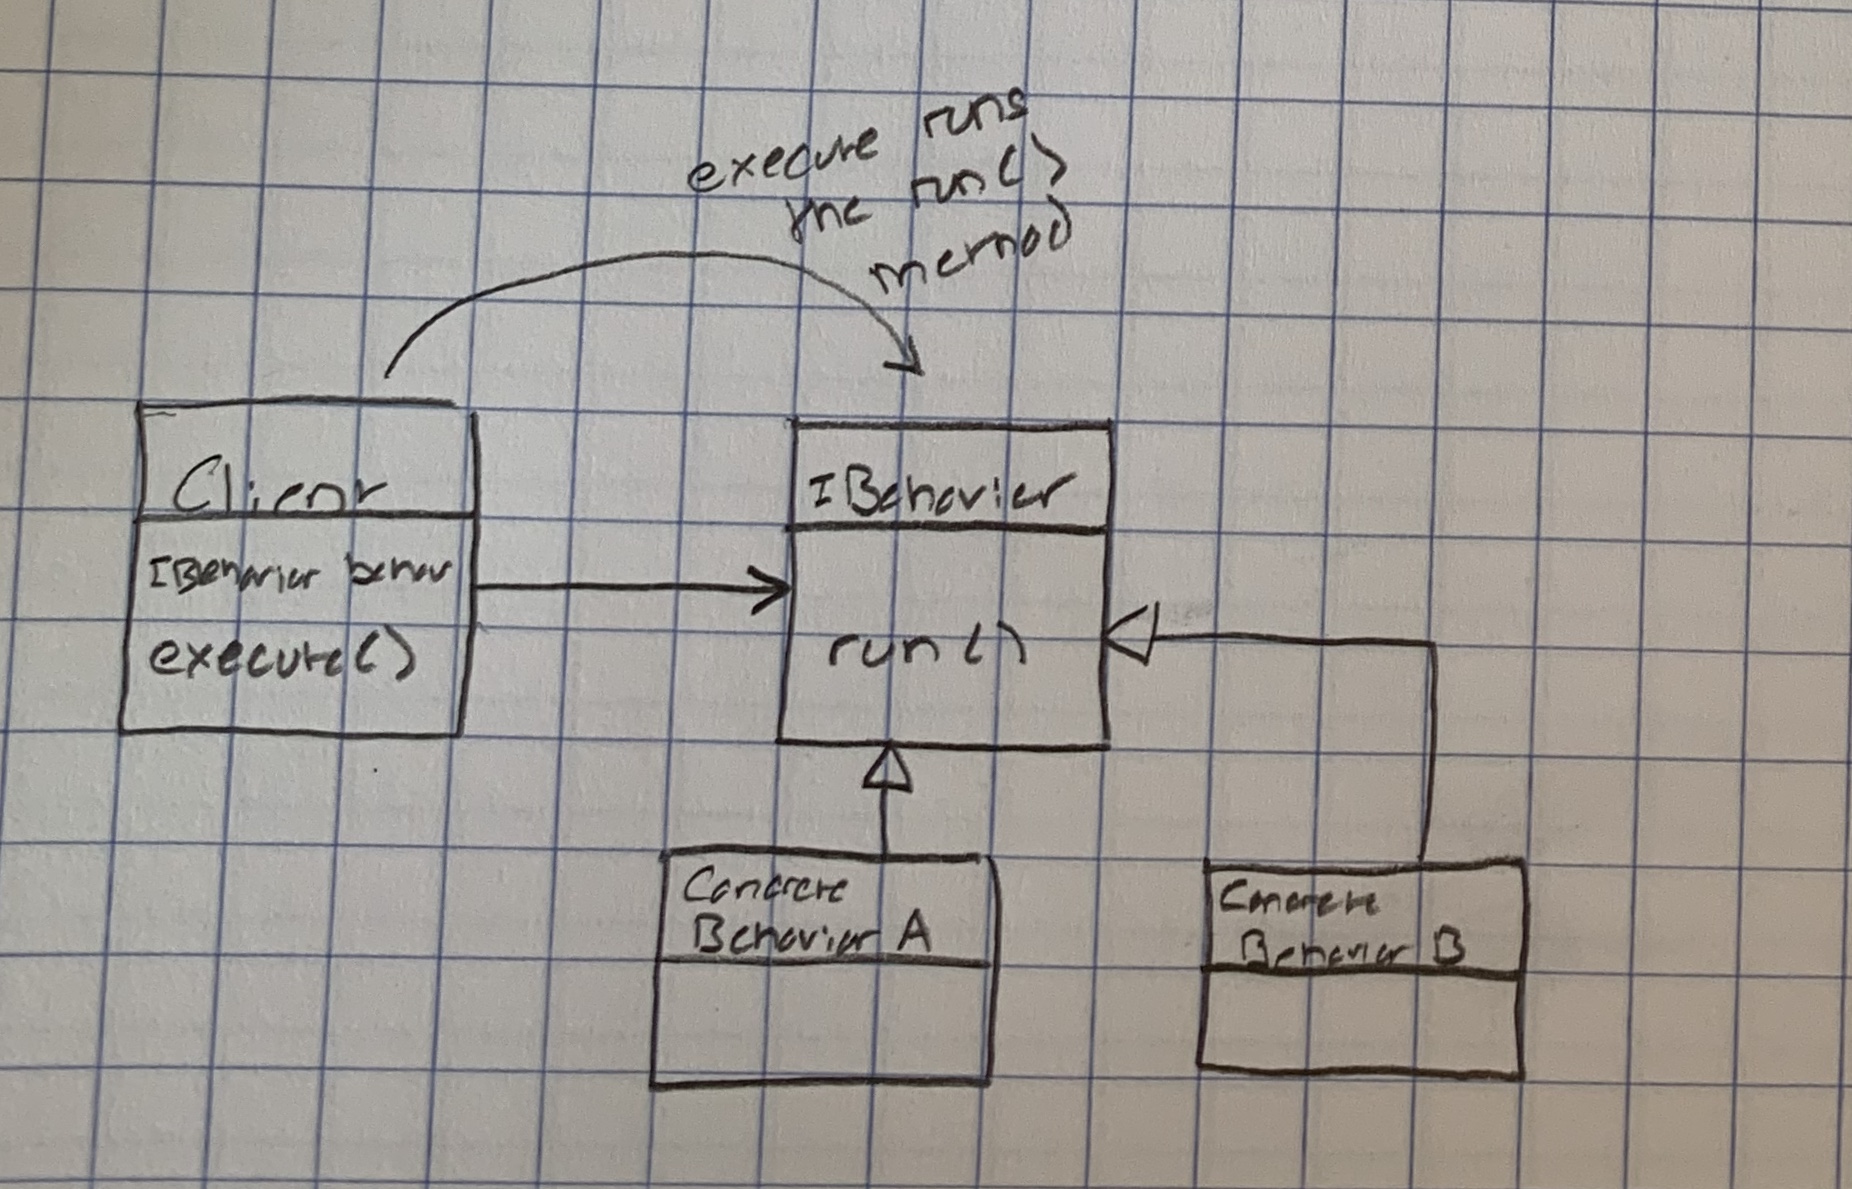 execute runs
the run()
method
Client
IBehavior behav
execute()
IBehavior
run()
Concrete
Behavior A
Concrete
Behavior B